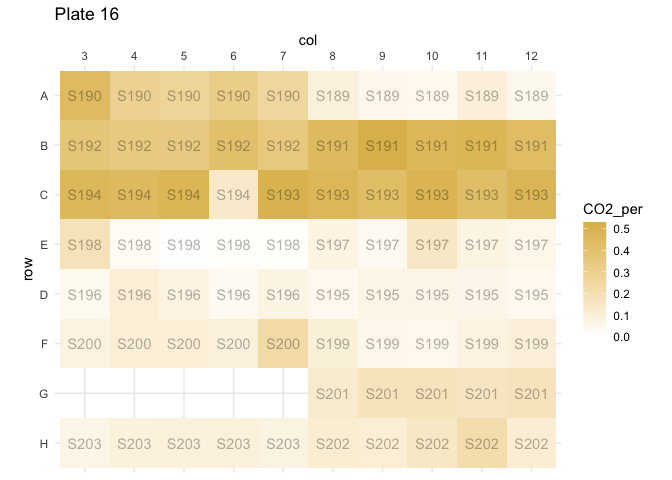 Plate 16
col
3 4 5 6 7 8 9 10 11 12
A S190 S190 S190 S190 S190 S189 S189 S189 S189 S189
B S192 S192 S192 S192 S192 S191 S191 S191 S191 S191
C S194 S194 S194 S194 S193 S193 S193 S193 S193 S193
E S198 S198 S198 S198 S198 S197 S197 S197 S197 S197
D S196 S196 S196 S196 S196 S195 S195 S195 S195 S195
F S200 S200 S200 S200 S200 S199 S199 S199 S199 S199
G S201 S201 S201 S201 S201
H S203 S203 S203 S203 S203 S202 S202 S202 S202 S202
row
CO2_per
0.5
0.4
0.3
0.2
0.1
0.0